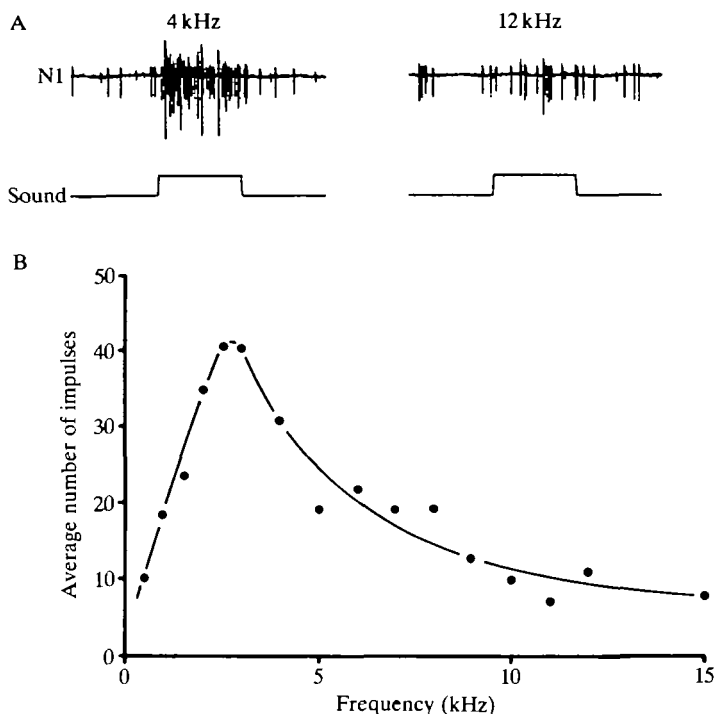 A
4 kHz
12 kHz
N1
Sound
B
50
40
30
20
10
0
Average number of impulses
0
5
10
15
Frequency (kHz)